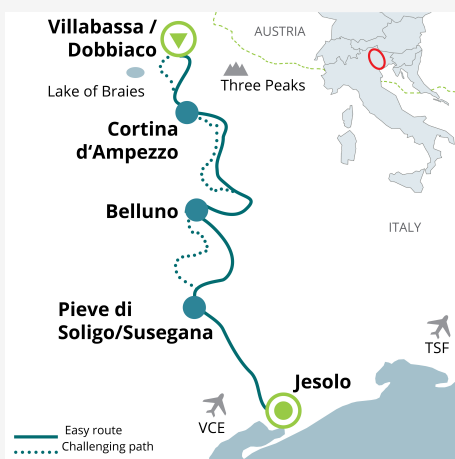 Villabassa /
Dobbiaco
AUSTRIA
Lake of Braies
Three Peaks
Cortina
d‘Ampezzo
Belluno
ITALY
Pieve di
Soligo/Susegana
TSF
Jesolo
VCE
Easy route
Challenging path